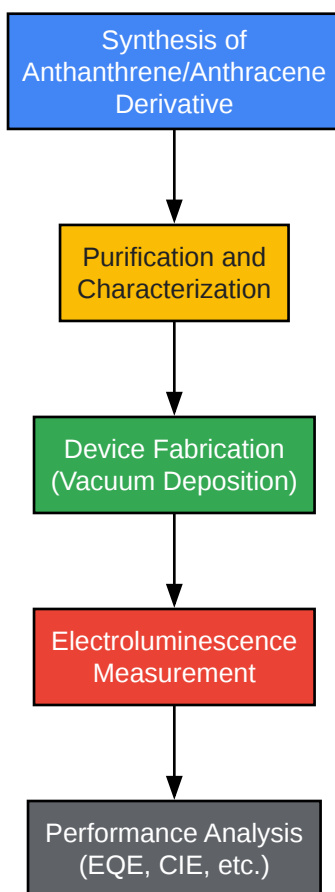 Synthesis of
Anthanthrene/Anthracene
Derivative
Purification and
Characterization
Device Fabrication
(Vacuum Deposition)
Electroluminescence
Measurement
Performance Analysis
(EQE, CIE, etc.)